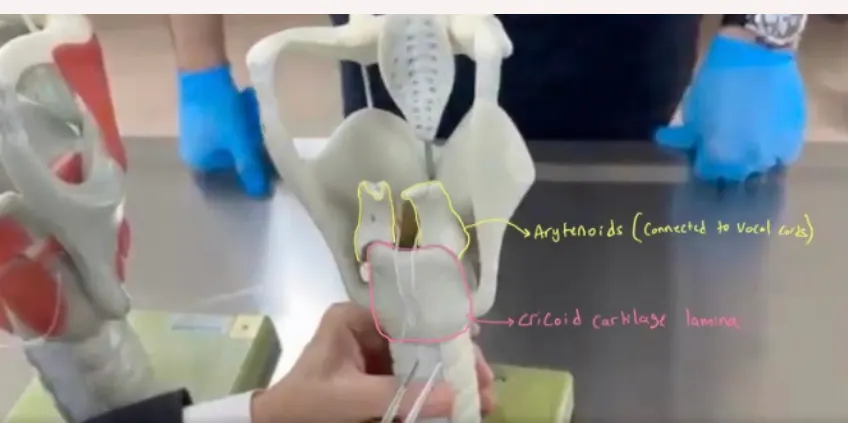 Arytenoids (connected to vocal cords)
cricoid cartilage lamina